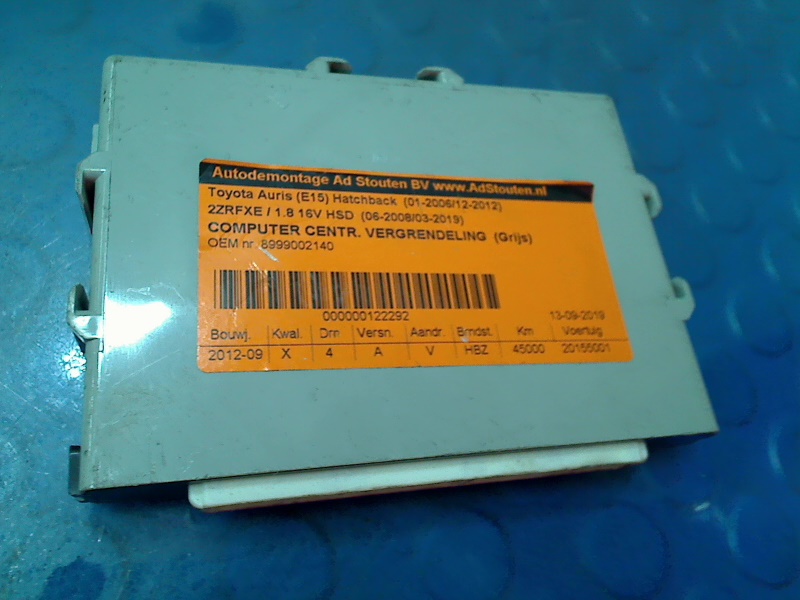 Autodemontage Ad Stouten BV www.AdStouten.nl
Toyota Auris (E15) Hatchback (01-2006/12-2012)
2ZRFXE / 1.8 16V HSD (06-2008/03-2019)
COMPUTER CENTR. VERGRENDELING (Grijs)
OEM nr. 8999002140
000000122292 13-09-2019
Bouwj. Kwal. Drn Versn. Aandr. Brndst. Km Voertuig
2012-09 X 4 A V HBZ 45000 20155001